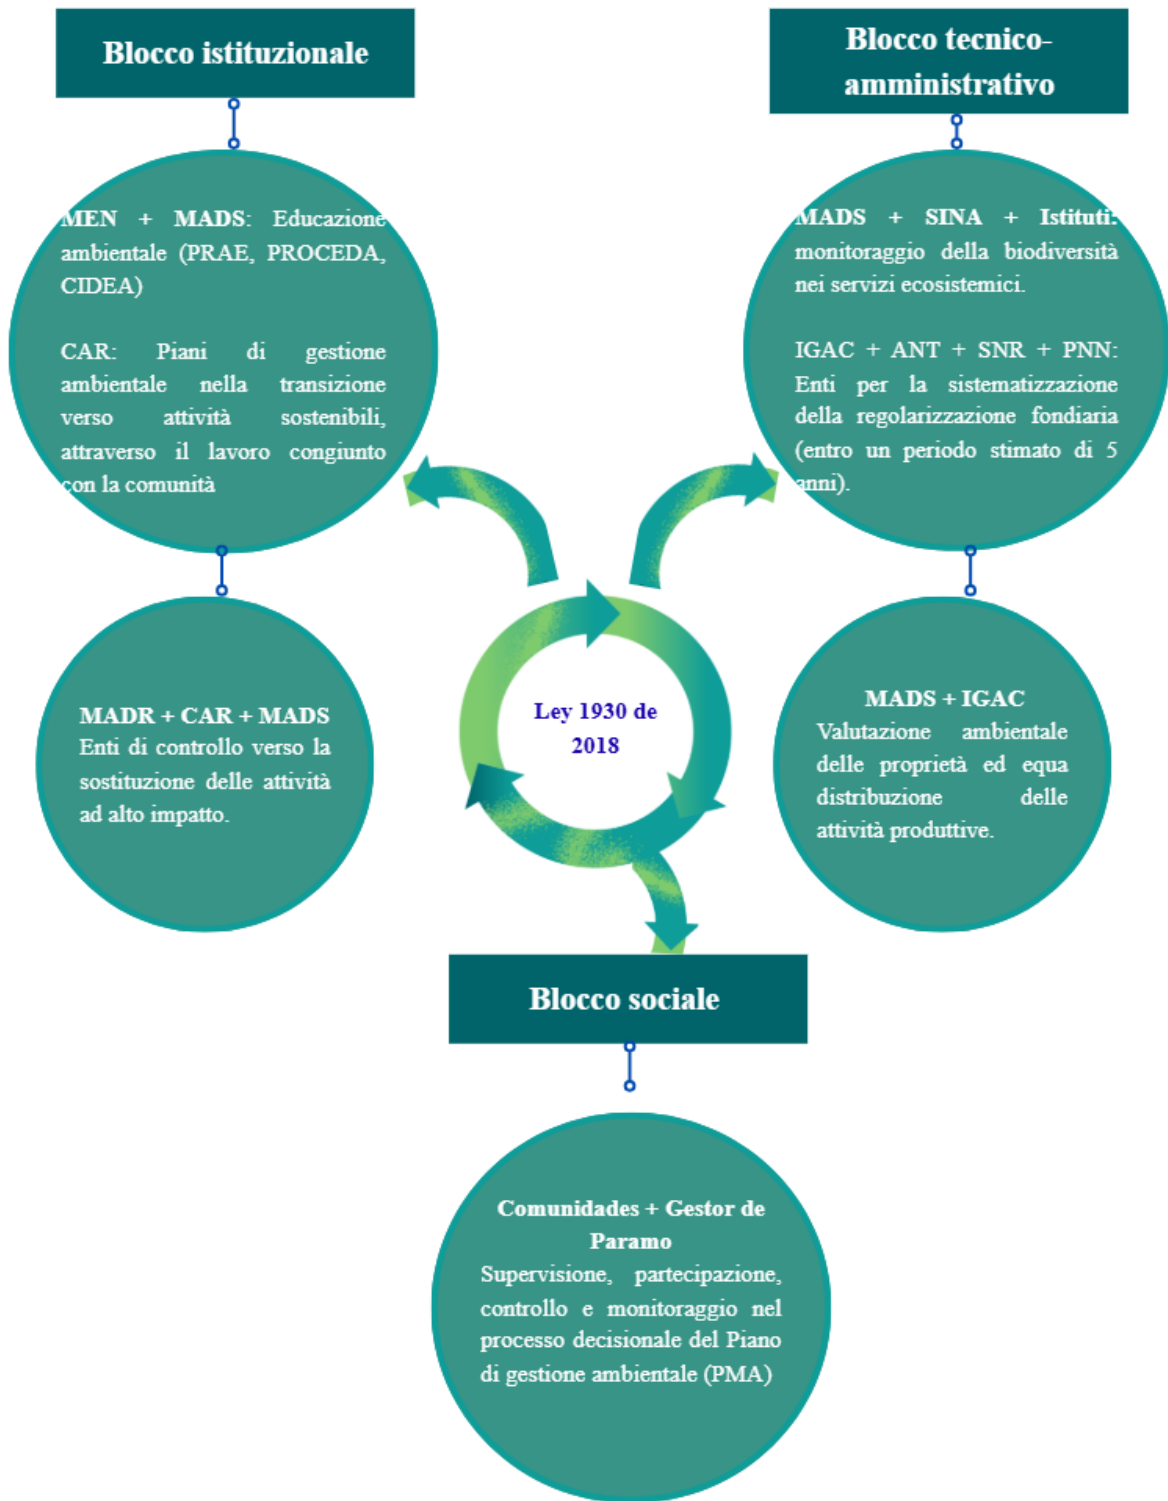 Blocco istituzionale
MEN + MADS: Educazione
ambientale (PRAE, PROCEDA,
CIDEA)
CAR: Piani di gestione
ambientale nella transizione
verso attività sostenibili,
attraverso il lavoro congiunto
con la comunità
MADR + CAR + MADS
Enti di controllo verso la
sostituzione delle attività
ad alto impatto.
Blocco tecnico-
amministrativo
MADS + SINA + Istituti:
monitoraggio della biodiversità
nei servizi ecosistemici.
IGAC + ANT + SNR + PNN:
Enti per la sistematizzazione
della regolarizzazione fondiaria
(entro un periodo stimato di 5
anni).
MADS + IGAC
Valutazione ambientale
delle proprietà ed equa
distribuzione delle
attività produttive.
Ley 1930 de
2018
Blocco sociale
Comunidades + Gestor de
Paramo
Supervisione, partecipazione,
controllo e monitoraggio nel
processo decisionale del Piano
di gestione ambientale (PMA)